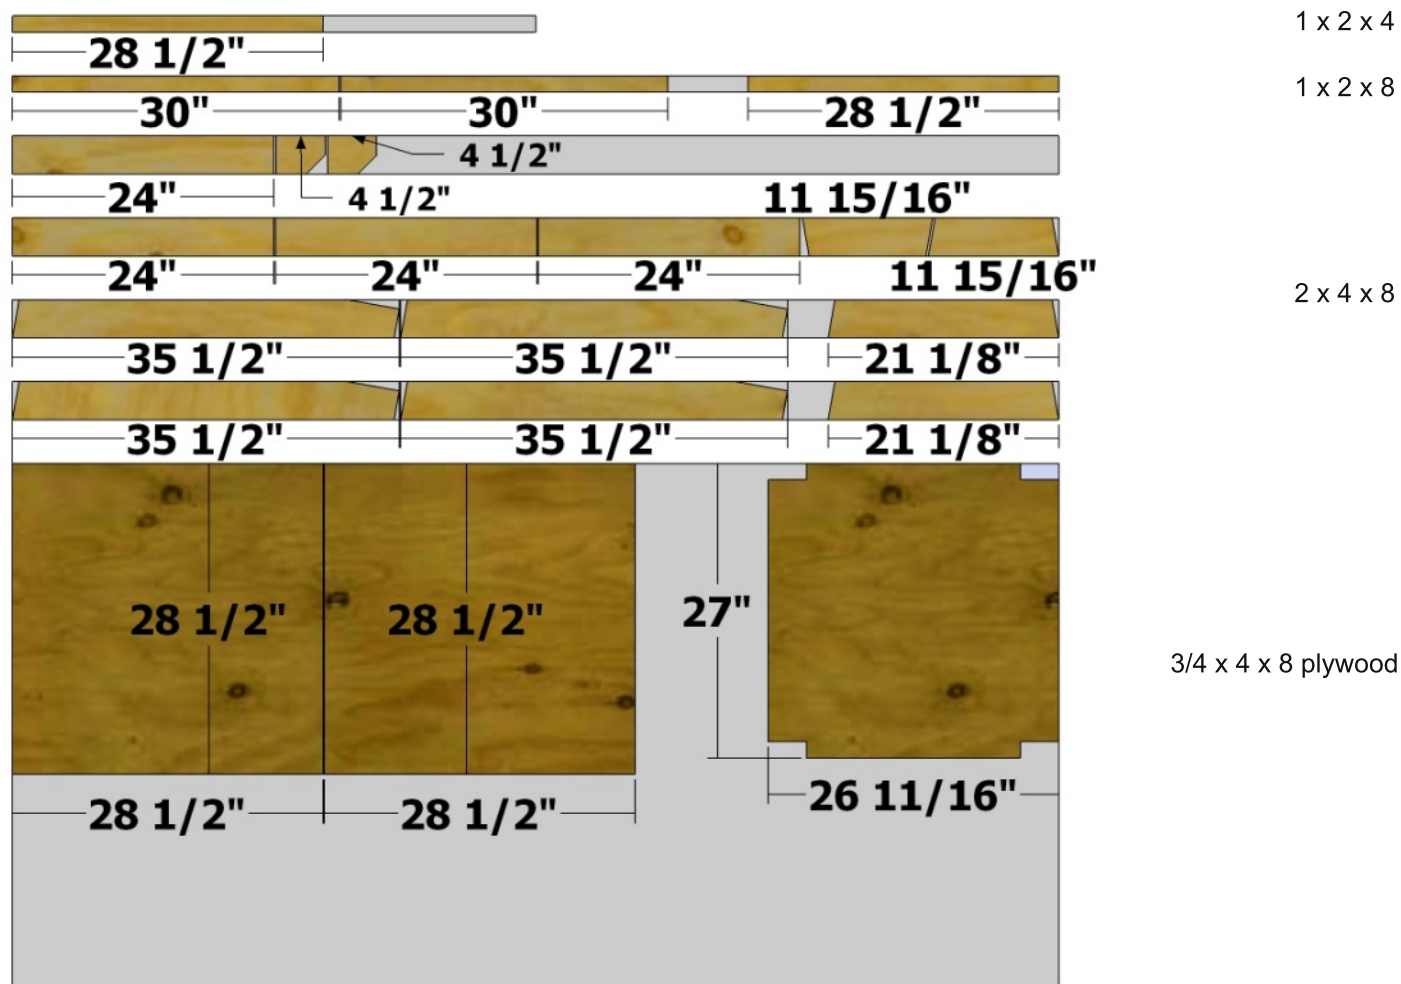 1 x 2 x 4
28 1/2"
1 x 2 x 8
30" 30" 28 1/2"
4 1/2"
24" 4 1/2" 11 15/16"
24" 24" 24" 11 15/16"
2 x 4 x 8
35 1/2" 35 1/2" 21 1/8"
35 1/2" 35 1/2" 21 1/8"
28 1/2" 28 1/2" 27"
3/4 x 4 x 8 plywood
28 1/2" 28 1/2" 26 11/16"